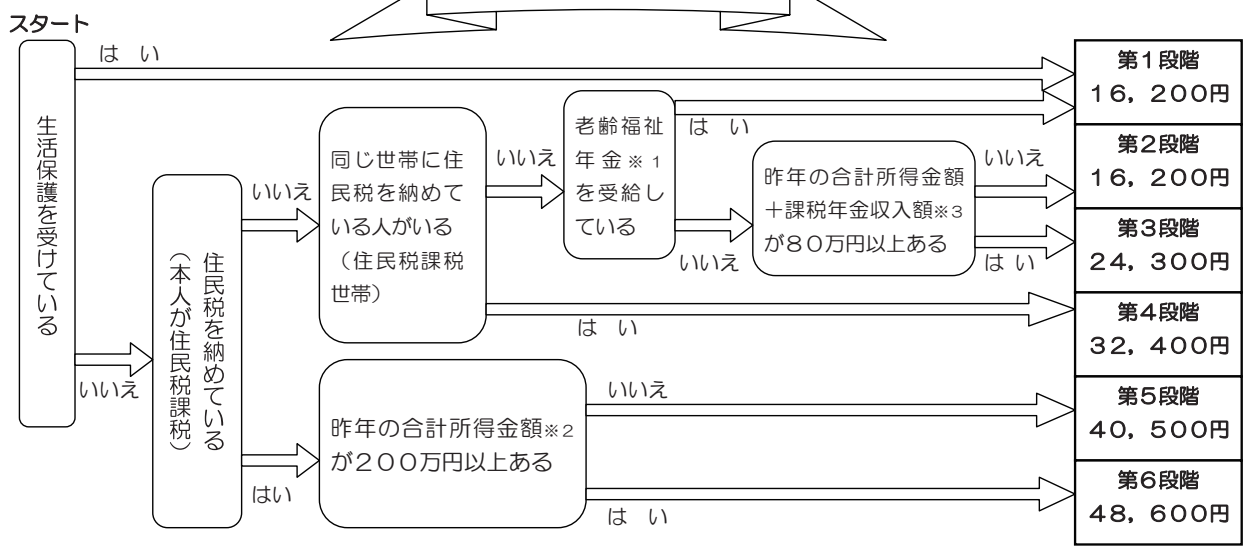 スタート
生活保護を受けている
はい
いいえ
住民税を納めている
（本人が住民税課税）
いいえ
はい
同じ世帯に住
民税を納めて
いる人がいる
（住民税課税
世帯）
いいえ
はい
老齢福祉
年金※1
を受給し
ている
はい
いいえ
昨年の合計所得金額
＋課税年金収入額※3
が８０万円以上ある
いいえ
はい
昨年の合計所得金額※2
が２００万円以上ある
いいえ
はい
第１段階
１６，２００円
第２段階
１６，２００円
第３段階
２４，３００円
第４段階
３２，４００円
第５段階
４０，５００円
第６段階
４８，６００円